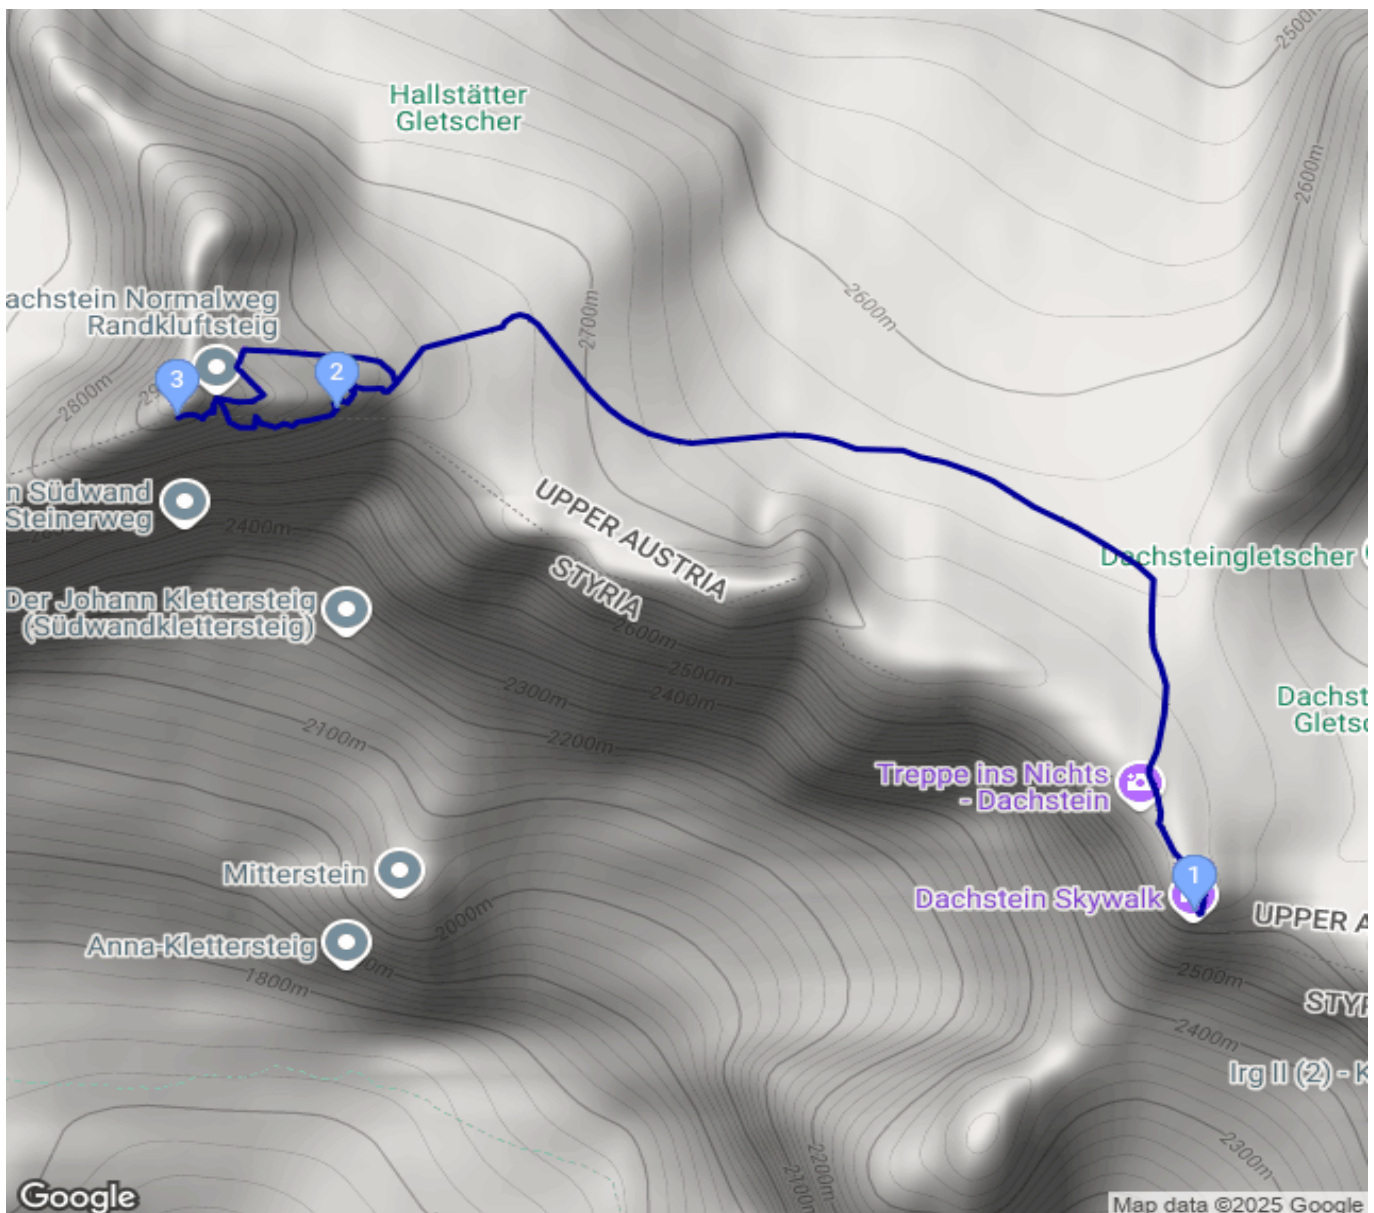 2500m
Hallstätter
Gletscher
2600m
achstein Normalweg
Randkluftsteig
2700m
2600m
2
3
2800m
n Südwand
Steinerweg
2400m
UPPER AUSTRIA
STYRIA
Dachsteingletscher
Der Johann Klettersteig
(Südwandklettersteig)
2600m
2500m
2400m
2300m
2200m
2100m
Dachst
Gletsc
Treppe ins Nichts
- Dachstein
Mitterstein
1
Dachstein Skywalk
UPPER A
2000m
Anna-Klettersteig
1800m
2500m
STYR
2400m
Irg II (2) - K
2300m
2200m
2100m
Google
Map data ©2025 Google